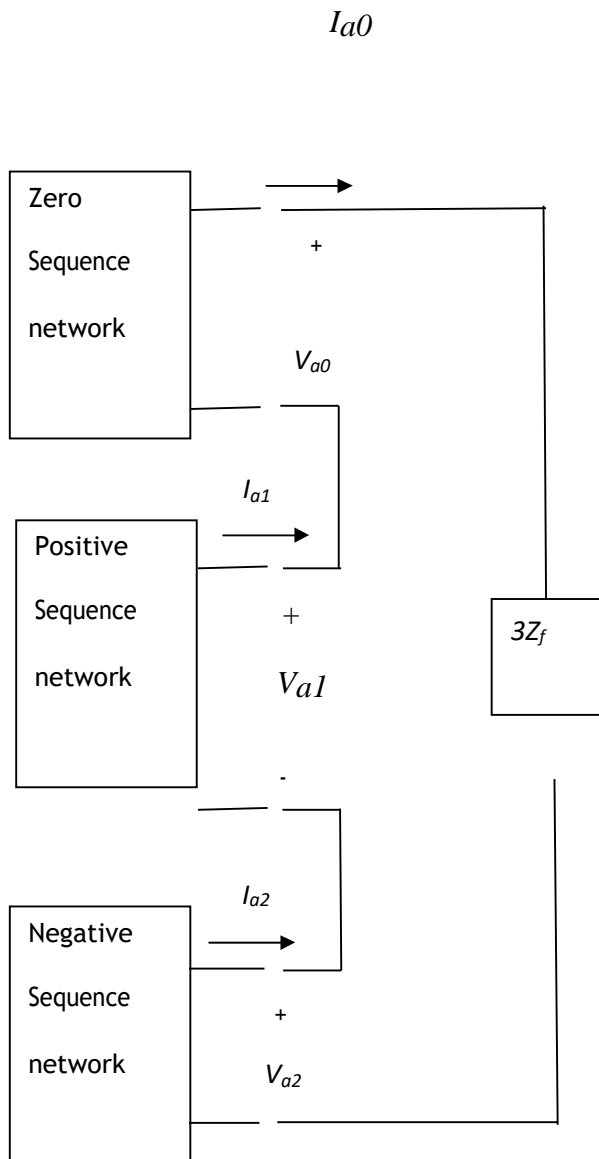 Ia0
Zero
Sequence
network
+
Va0
Ia1
Positive
Sequence
network
+
Va1
-
3Zf
Ia2
Negative
Sequence
network
+
Va2